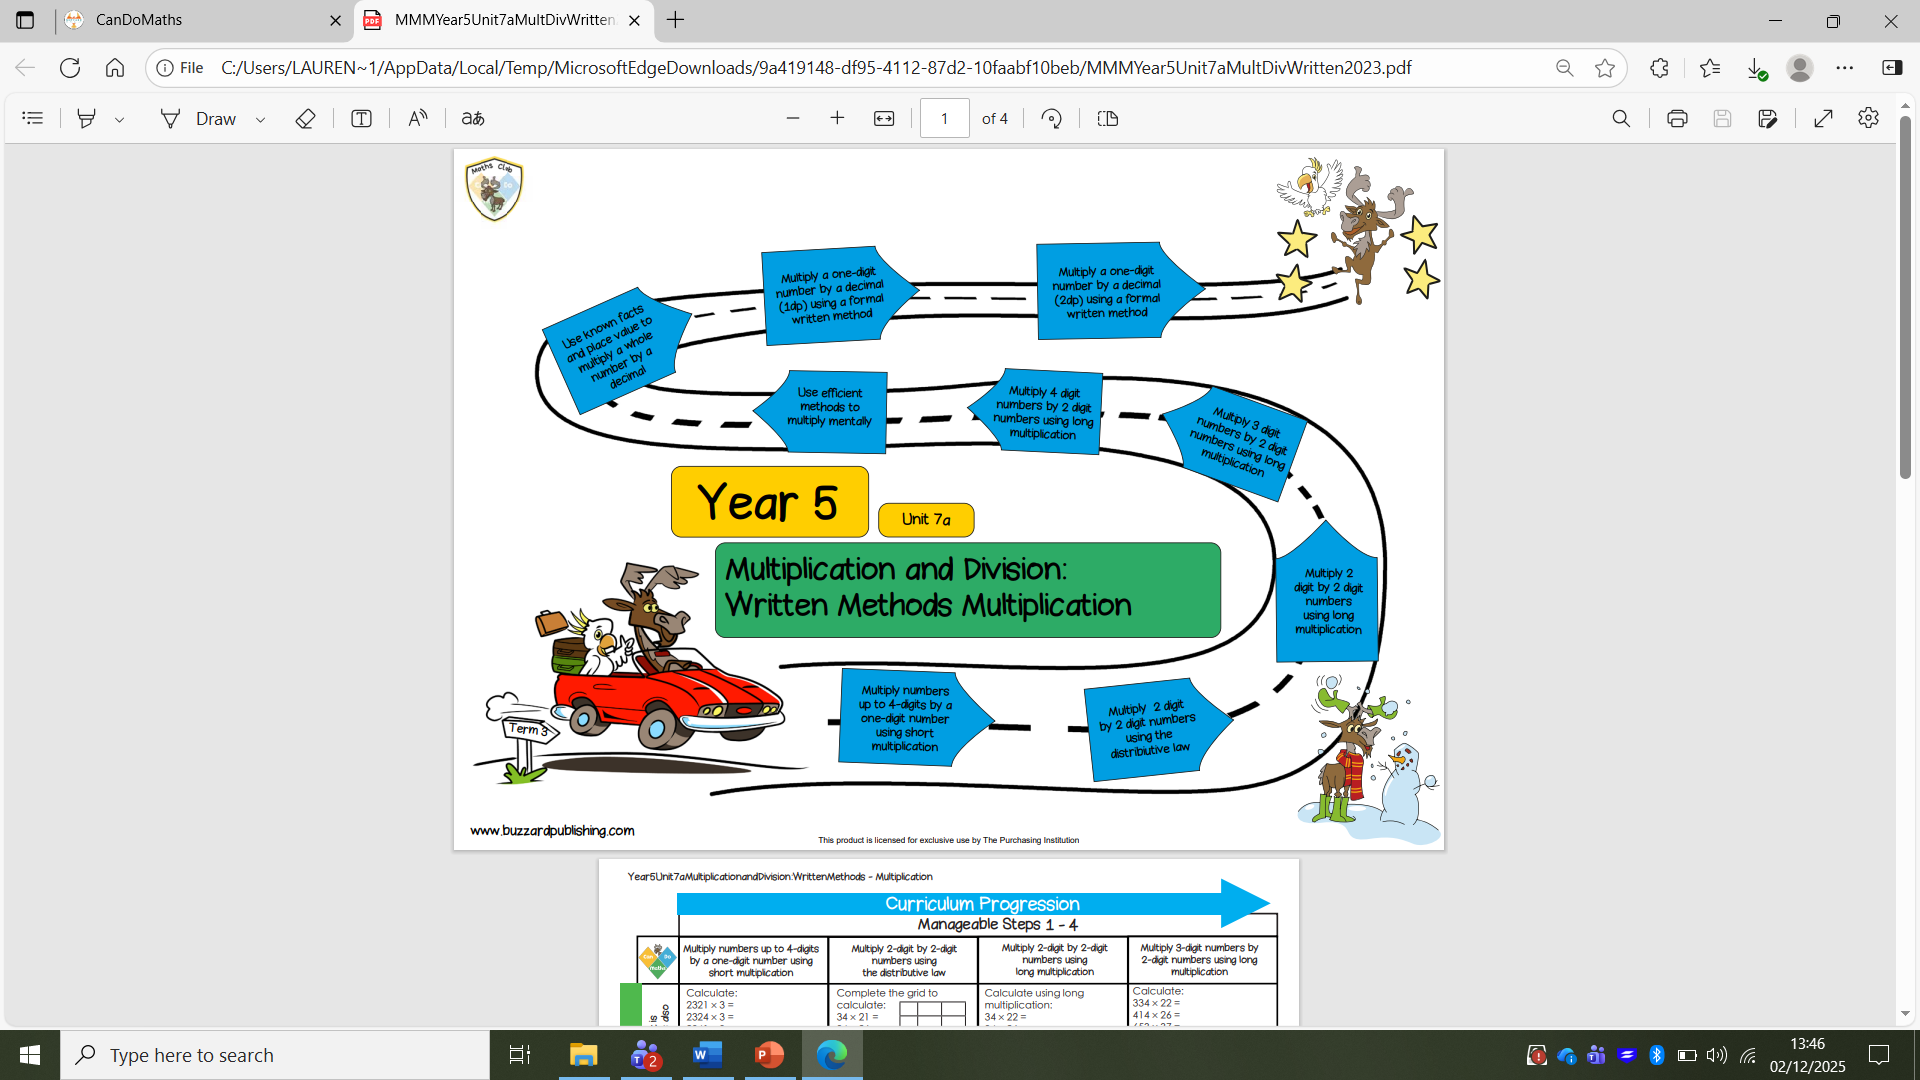 CanDoMaths
MMMYear5Unit7aMultDivWritten
File
C:/Users/LAUREN~1/AppData/Local/Temp/MicrosoftEdgeDownloads/9a419148-df95-4112-87d2-10faabf10beb/MMMYear5Unit7aMultDivWritten2023.pdf
Draw
1 of 4
Maths Club
Multiply a one-digit
number by a decimal
(1dp) using a formal
written method
Multiply a one-digit
number by a decimal
(2dp) using a formal
written method
Use known facts
and place value to
multiply a whole
number by a
decimal
Use efficient
methods to
multiply mentally
Multiply 4 digit
numbers by 2 digit
numbers using long
multiplication
Multiply 3 digit
numbers by 2 digit
numbers using long
multiplication
Year 5
Unit 7a
Multiplication and Division:
Written Methods Multiplication
Multiply 2
digit by 2 digit
numbers
using long
multiplication
Multiply numbers
up to 4-digits by a
one-digit number
using short
multiplication
Multiply 2 digit
by 2 digit numbers
using the
distribiutive law
Term 3
www.buzzardpublishing.com
This product is licensed for exclusive use by The Purchasing Institution
Year5Unit7aMultiplicationandDivision:WrittenMethods - Multiplication
Curriculum Progression
Manageable Steps 1 - 4
Can Do
Maths
Multiply numbers up to 4-digits
by a one-digit number using
short multiplication
Multiply 2-digit by 2-digit
numbers using
the distributive law
Multiply 2-digit by 2-digit
numbers using
long multiplication
Multiply 3-digit numbers by
2-digit numbers using long
multiplication
Calculate:
2321 × 3 =
2324 × 3 =
Complete the grid to
calculate:
34 × 21 =
Calculate using long
multiplication:
34 × 22 =
Calculate:
334 × 22 =
414 × 26 =
Type here to search
2
13:46
02/12/2025